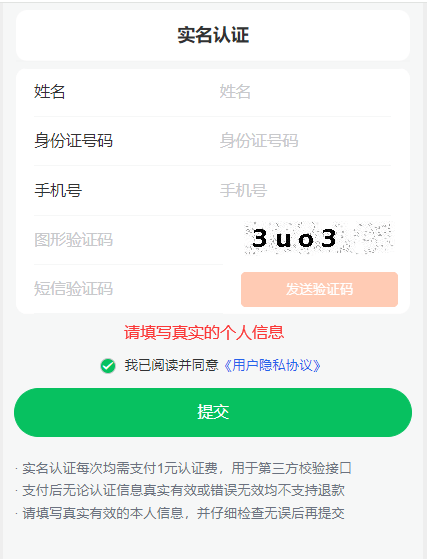 实名认证
姓名 姓名
身份证号码 身份证号码
手机号 手机号
图形验证码 3uo3
短信验证码 发送验证码
请填写真实的个人信息
我已阅读并同意《用户隐私协议》
提交
· 实名认证每次均需支付1元认证费，用于第三方校验接口
· 支付后无论认证信息真实有效或错误无效均不支持退款
· 请填写真实有效的本人信息，并仔细检查无误后再提交